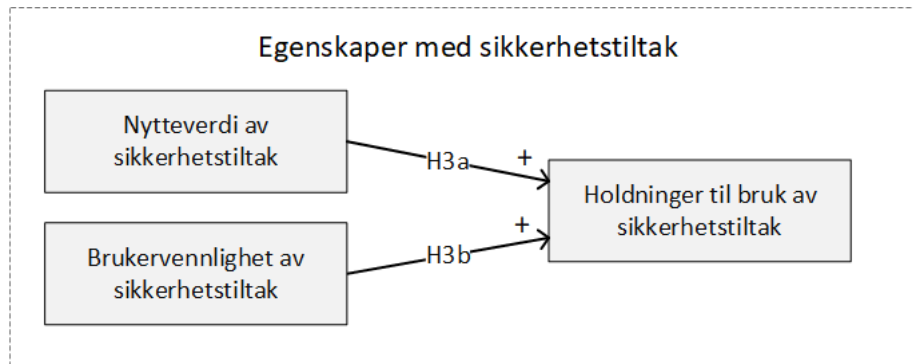 Egenskaper med sikkerhetstiltak
Nytteverdi av
sikkerhetstiltak
H3a
+
Holdninger til bruk av
sikkerhetstiltak
Brukervennlighet av
sikkerhetstiltak
H3b
+